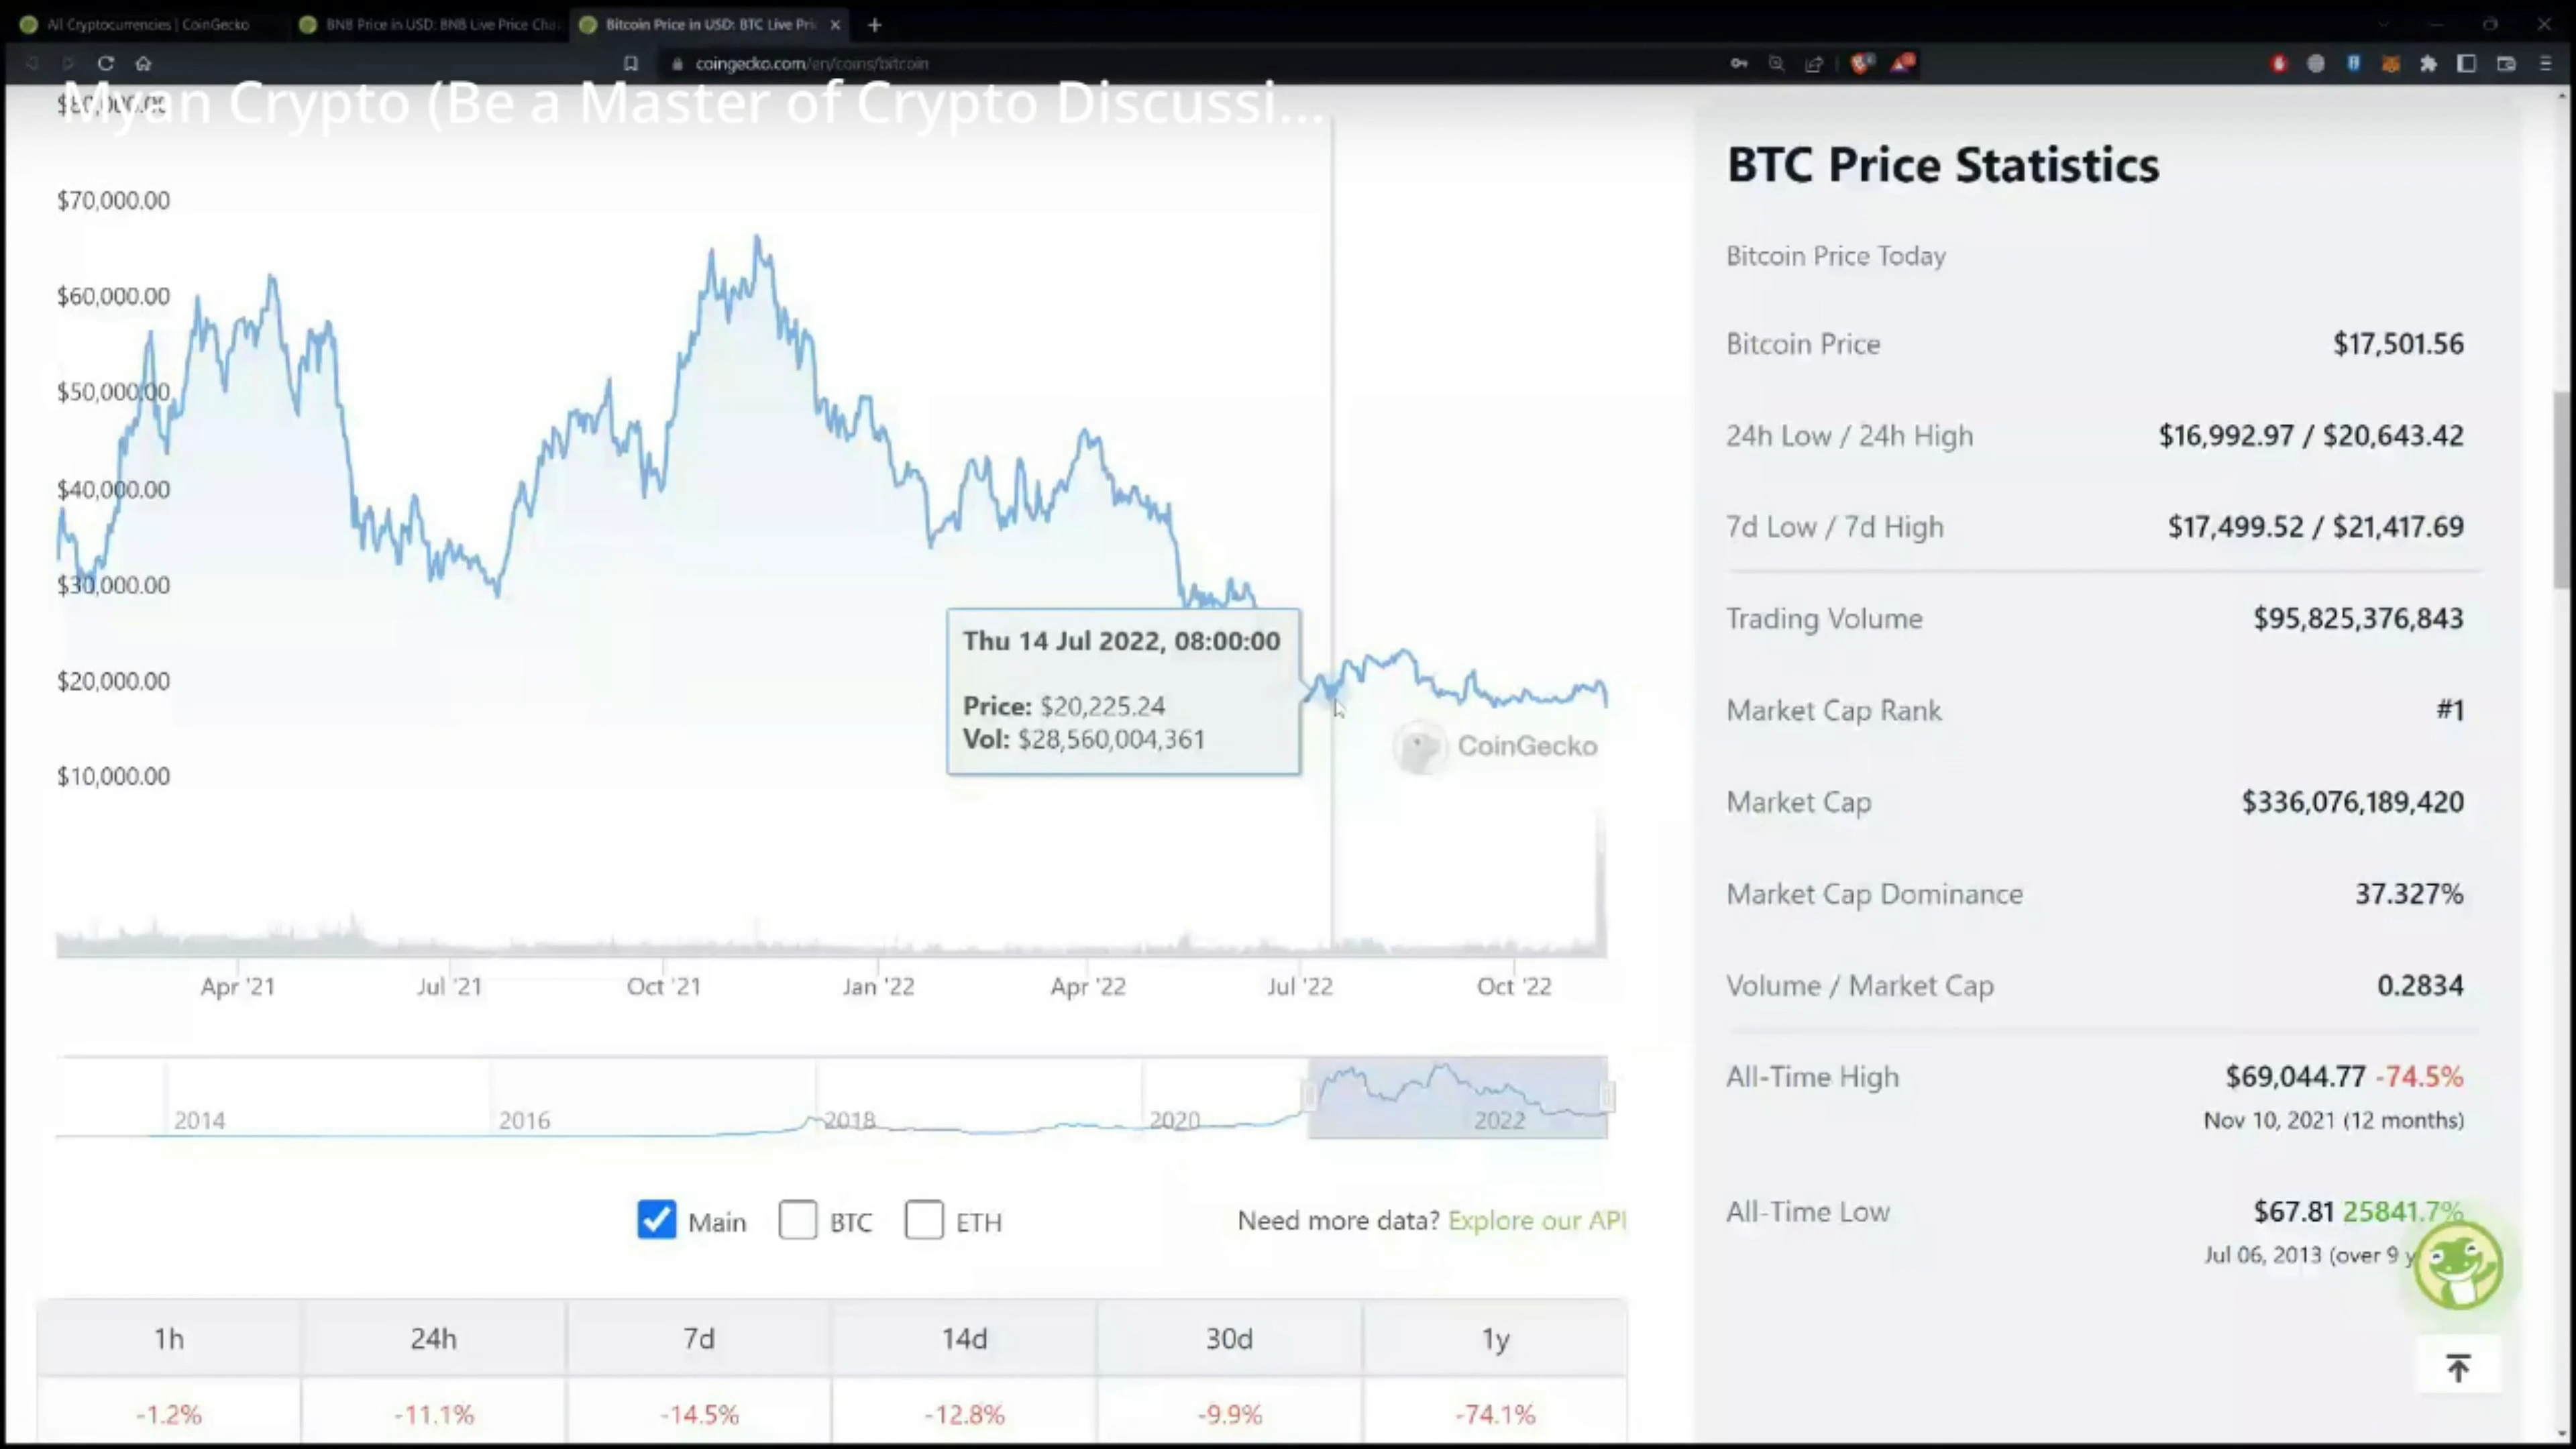 All Cryptocurrencies | CoinGecko
BNB Price in USD: BNB Live Price Cha
Bitcoin Price in USD: BTC Live Pri
coingecko.com/en/coins/bitcoin
Myan Crypto (Be a Master of Crypto Discussi...
$80,000.00
$70,000.00
$60,000.00
$50,000.00
$40,000.00
$30,000.00
$20,000.00
$10,000.00
Thu 14 Jul 2022, 08:00:00
Price: $20,225.24
Vol: $28,560,004,361
CoinGecko
Apr '21 Jul '21 Oct '21 Jan '22 Apr '22 Jul '22 Oct '22
2014 2016 2018 2020 2022
Main BTC ETH
Need more data? Explore our API
1h 24h 7d 14d 30d 1y
-1.2% -11.1% -14.5% -12.8% -9.9% -74.1%
BTC Price Statistics
Bitcoin Price Today
Bitcoin Price $17,501.56
24h Low / 24h High $16,992.97 / $20,643.42
7d Low / 7d High $17,499.52 / $21,417.69
Trading Volume $95,825,376,843
Market Cap Rank #1
Market Cap $336,076,189,420
Market Cap Dominance 37.327%
Volume / Market Cap 0.2834
All-Time High $69,044.77 -74.5%
Nov 10, 2021 (12 months)
All-Time Low $67.81 25841.7%
Jul 06, 2013 (over 9 y